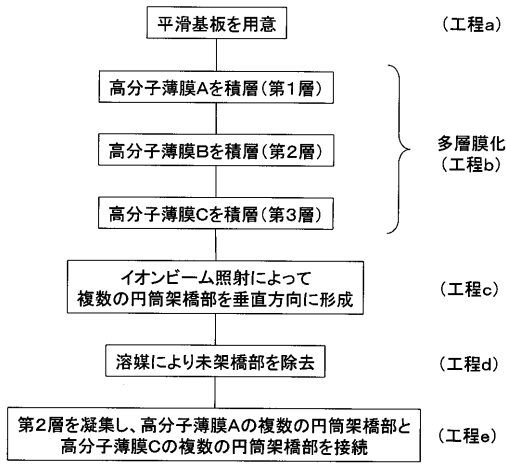 平滑基板を用意
(工程a)
高分子薄膜Aを積層(第1層)
高分子薄膜Bを積層(第2層)
高分子薄膜Cを積層(第3層)
多層膜化
(工程b)
イオンビーム照射によって
複数の円筒架橋部を垂直方向に形成
(工程c)
溶媒により未架橋部を除去
(工程d)
第2層を凝集し、高分子薄膜Aの複数の円筒架橋部と
高分子薄膜Cの複数の円筒架橋部を接続
(工程e)